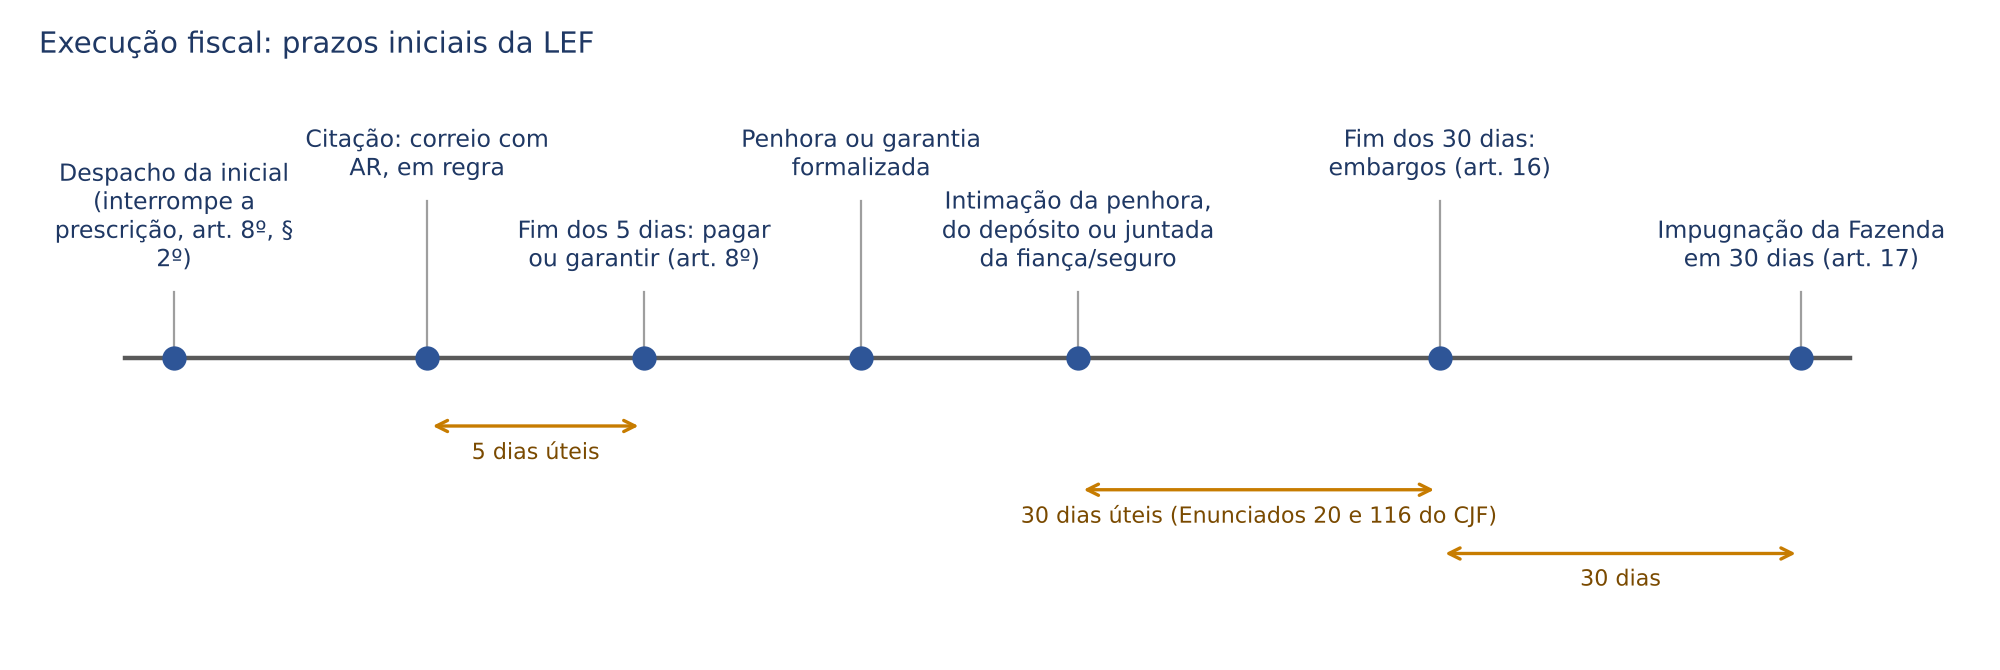 Execução fiscal: prazos iniciais da LEF
Despacho da inicial
(interrompe a
prescrição, art. 8º, §
2º)
Citação: correio com
AR, em regra
Fim dos 5 dias: pagar
ou garantir (art. 8º)
Penhora ou garantia
formalizada
Intimação da penhora,
do depósito ou juntada
da fiança/seguro
Fim dos 30 dias:
embargos (art. 16)
Impugnação da Fazenda
em 30 dias (art. 17)
5 dias úteis
30 dias úteis (Enunciados 20 e 116 do CJF)
30 dias